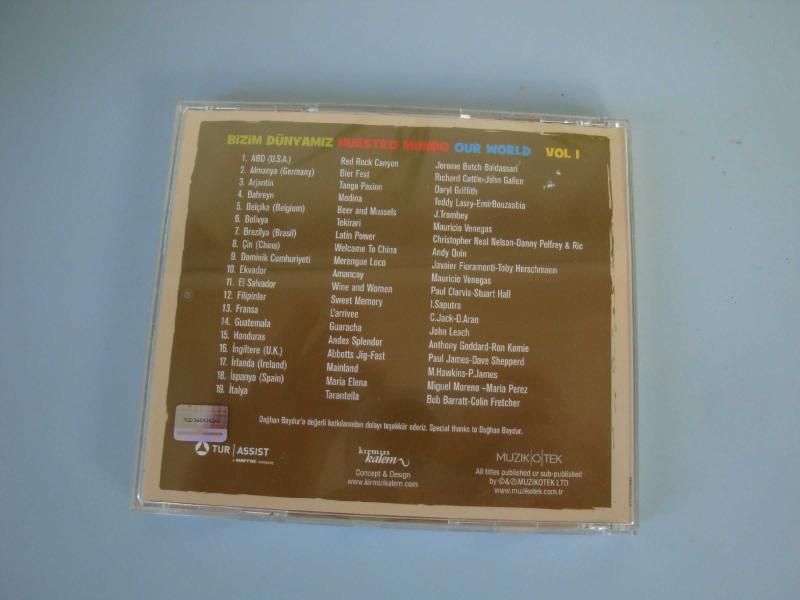 BİZİM DÜNYAMIZ NUESTRO MUNDO OUR WORLD VOL I
1. ABD (U.S.A.) Red Rock Canyon Jerome Butch Baldassari
2. Almanya (Germany) Bier Fest Richard Cottle-John Gallen
3. Arjantin Tango Pasion Daryl Griffith
4. Bahreyn Medina Teddy Lasry-EmirBouzaabia
5. Belçika (Belgium) Beer and Mussels J.Trombey
6. Bolivya Tekirari Mauricio Venegas
7. Brezilya (Brasil) Latin Power Christopher Neal Nelson-Danny Pelfrey & Ric
8. Çin (China) Welcome To China Andy Quin
9. Dominik Cumhuriyeti Merengue Loco Javaier Fioramonti-Toby Herschmann
10. Ekvador Amancay Mauricio Venegas
11. El Salvador Wine and Women Paul Clarvis-Stuart Hall
12. Filipinler Sweet Memory I.Saputra
13. Fransa L'arrivee C.Jack-D.Aran
14. Guatemala Guaracha John Leach
15. Honduras Andes Splendor Anthony Goddard-Ron Komie
16. İngiltere (U.K.) Abbotts Jig-Fast Paul James-Dave Shepperd
17. İrlanda (Ireland) Mainland M.Hawkins-P.James
18. İspanya (Spain) Maria Elena Miguel Moreno –Maria Perez
19. İtalya Tarantella Bob Barratt-Colin Fretcher
Dağhan Baydur'a değerli katkılarından dolayı teşekkür ederiz. Special thanks to Dağhan Baydur.
TUR ASSIST
kırmızı kalem
Concept & Design
www.kirmizikalem.com
MUZIK|O|TEK
All titles published or sub-published
by ©&℗ MUZIKOTEK LTD
www.muzikotek.com.tr